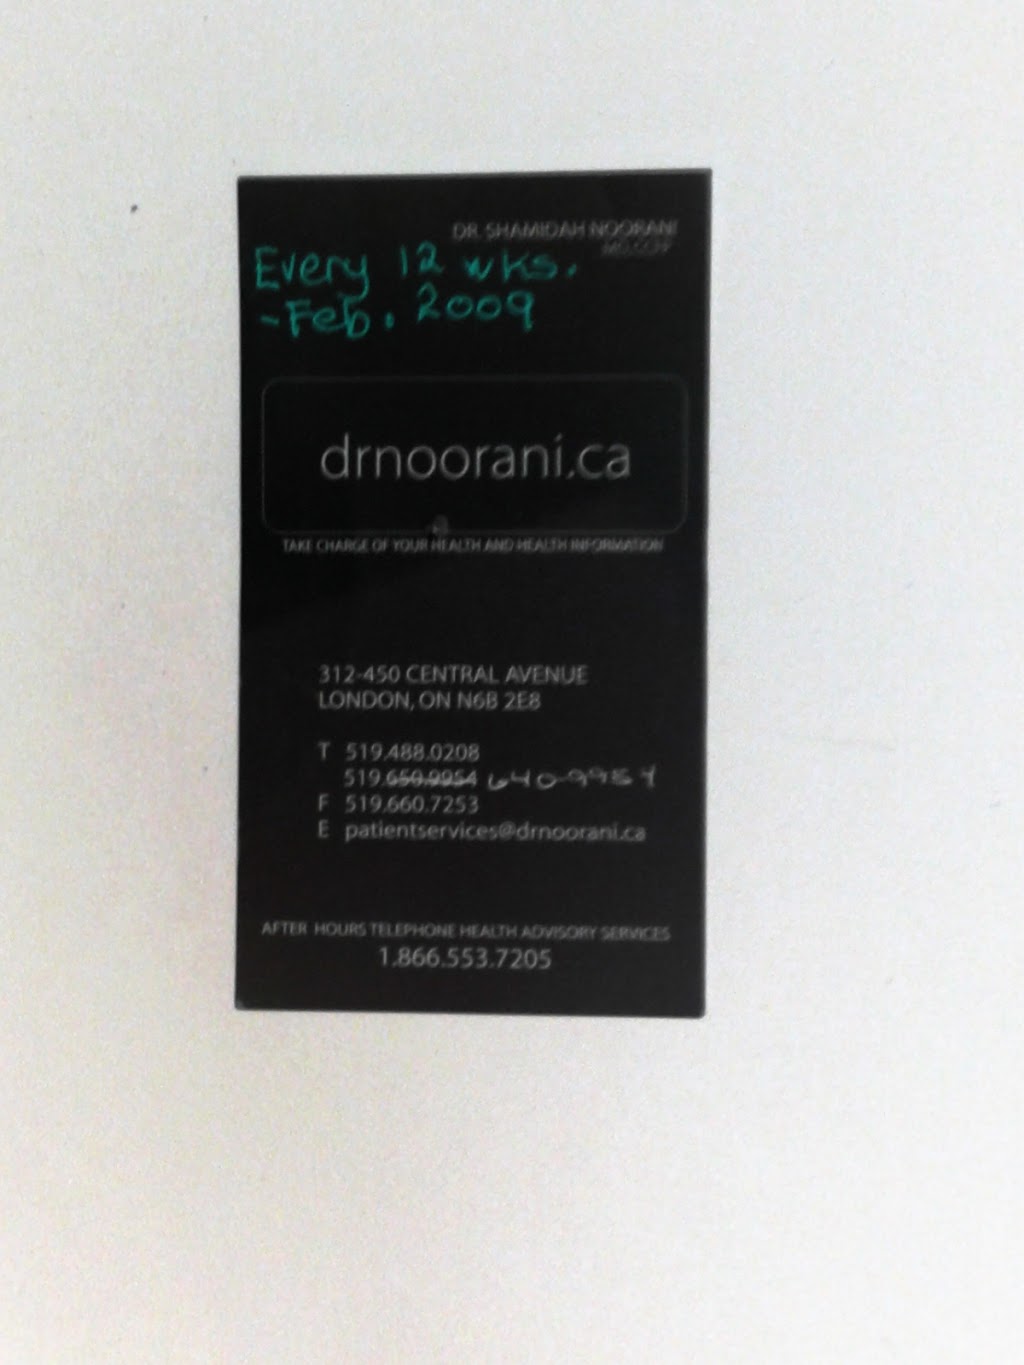 DR. SHAMIDAH NOORANI
MD.CCFP
Every 12 wks.
-Feb. 2009
drnoorani.ca
TAKE CHARGE OF YOUR HEALTH AND HEALTH INFORMATION
312-450 CENTRAL AVENUE
LONDON, ON N6B 2E8
T 519.488.0208
519.650.9954 640-9954
F 519.660.7253
E patientservices@drnoorani.ca
AFTER HOURS TELEPHONE HEALTH ADVISORY SERVICES
1.866.553.7205